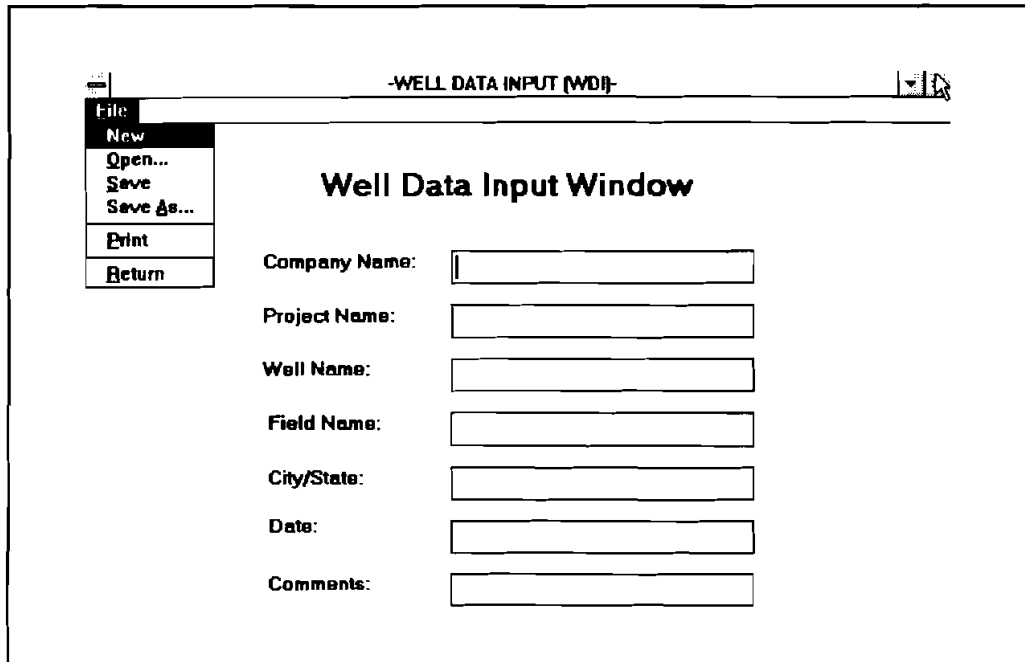 -WELL DATA INPUT (WDI)-
File
New
Open...
Save
Save As...
Print
Return
Well Data Input Window
Company Name:
Project Name:
Well Name:
Field Name:
City/State:
Date:
Comments: